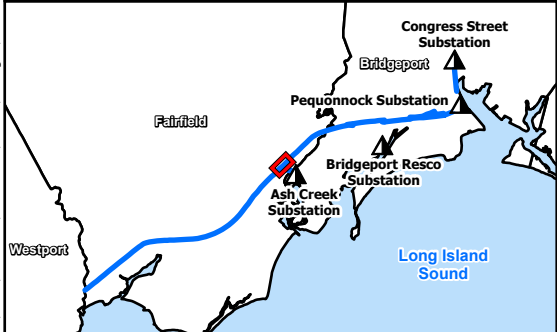 Congress Street
Substation
Bridgeport
Pequonnock Substation
Fairfield
Bridgeport Resco
Substation
Ash Creek
Substation
Westport
Long Island
Sound